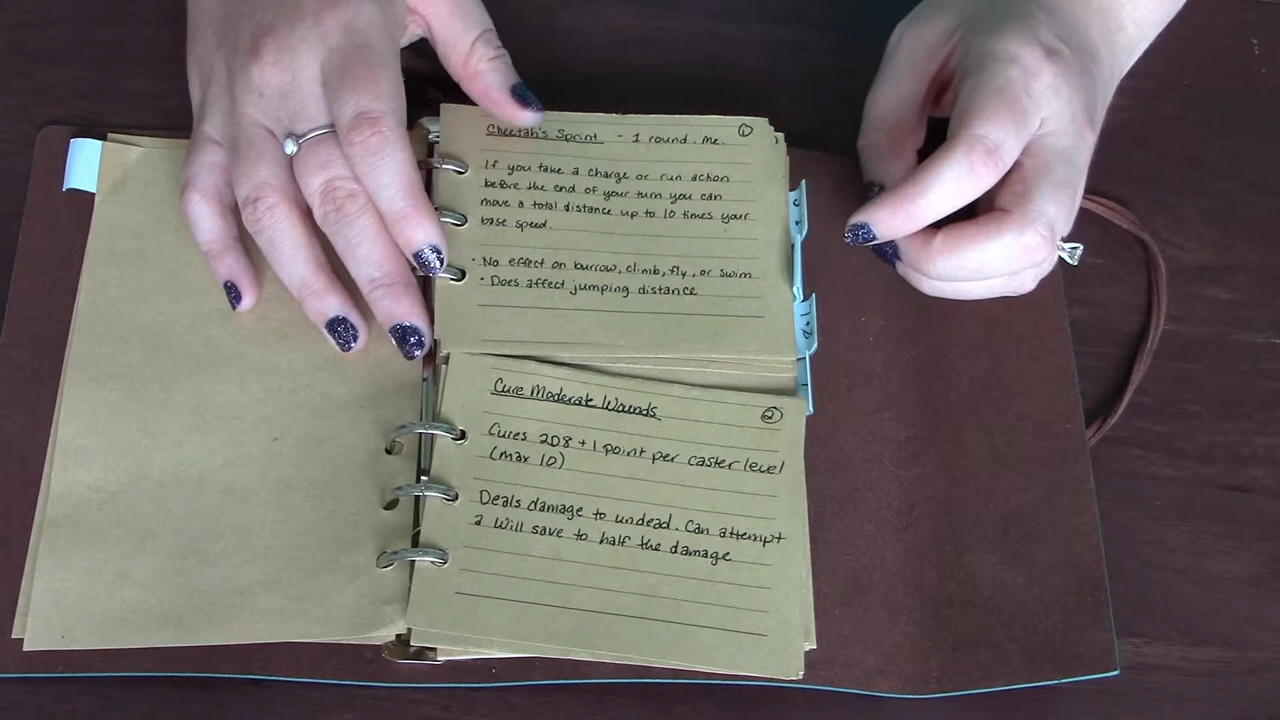 Cheetah's Sprint - 1 round. Me. 1
If you take a charge or run action
before the end of your turn you can
move a total distance up to 10 times your
base speed.
· No effect on burrow, climb, fly, or swim
· Does affect jumping distance
Cure Moderate Wounds 2
Cures 2D8 + 1 point per caster level
(max 10)
Deals damage to undead. Can attempt
a Will save to half the damage